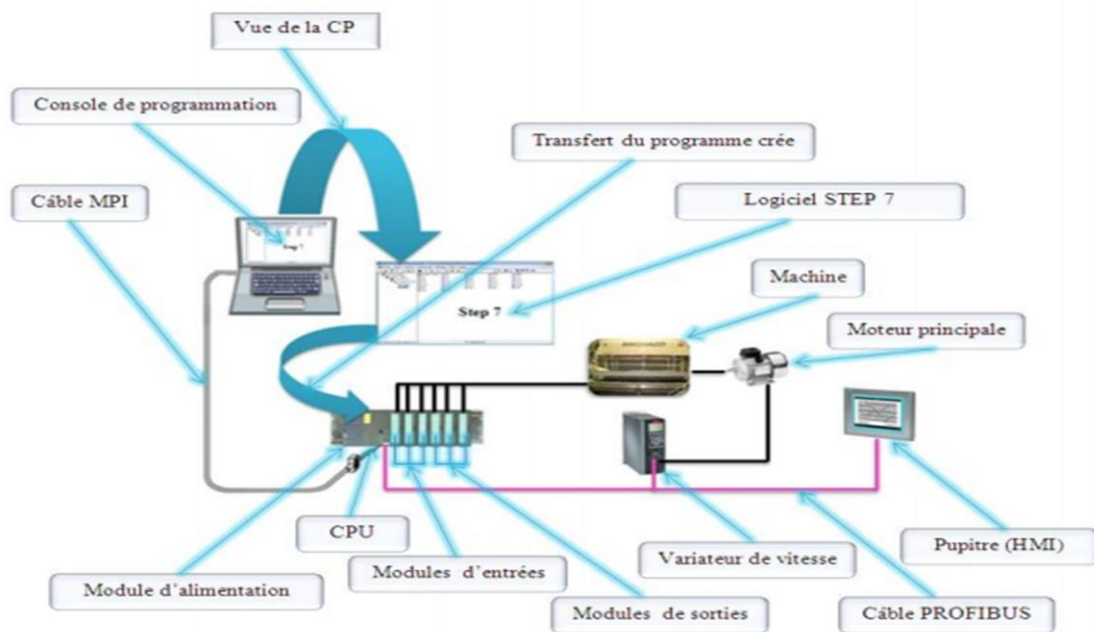 Vue de la CP
Console de programmation
Transfert du programme crée
Câble MPI
Logiciel STEP 7
Machine
Step 7
Moteur principale
CPU
Pupitre (HMI)
Modules d'entrées
Variateur de vitesse
Module d'alimentation
Modules de sorties
Câble PROFIBUS